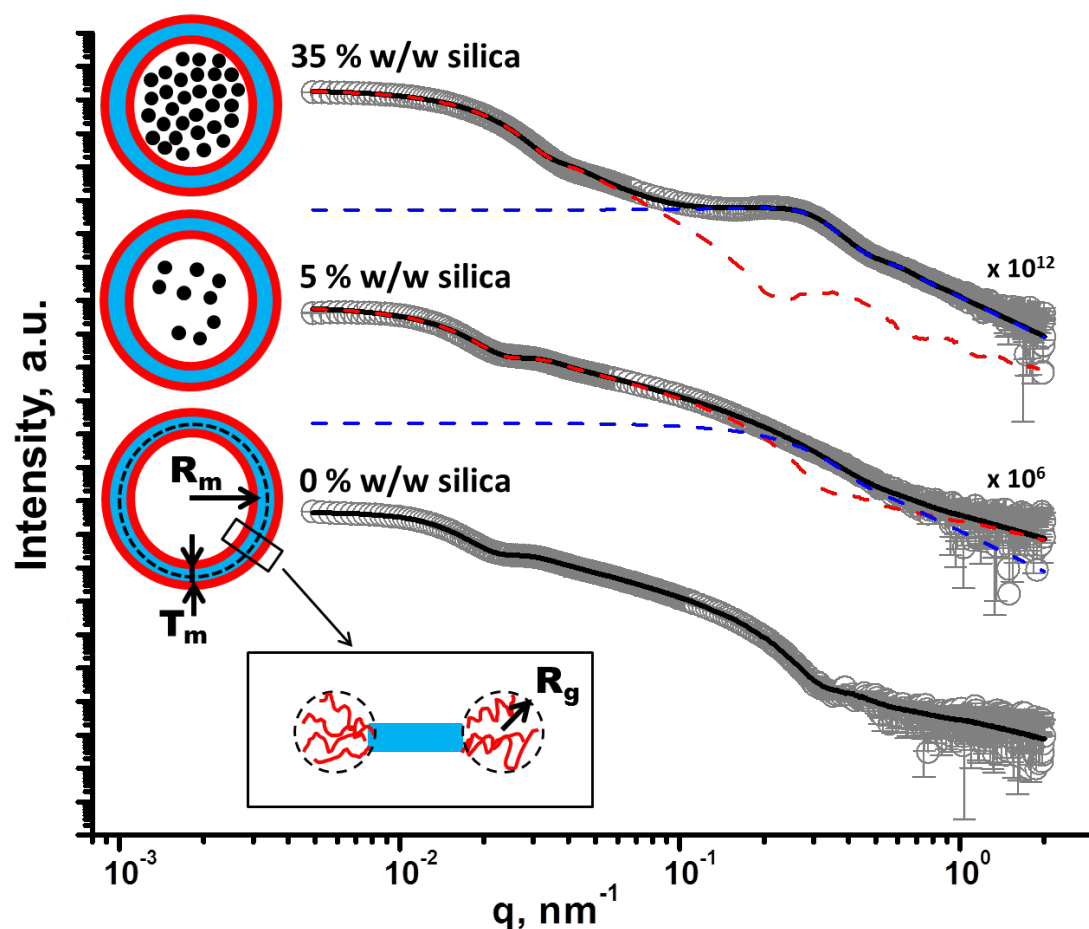 35 % w/w silica
x 10¹²
5 % w/w silica
x 10⁶
0 % w/w silica
Rₘ
Tₘ
R_g
Intensity, a.u.
10⁻³ 10⁻² 10⁻¹ 10⁰
q, nm⁻¹